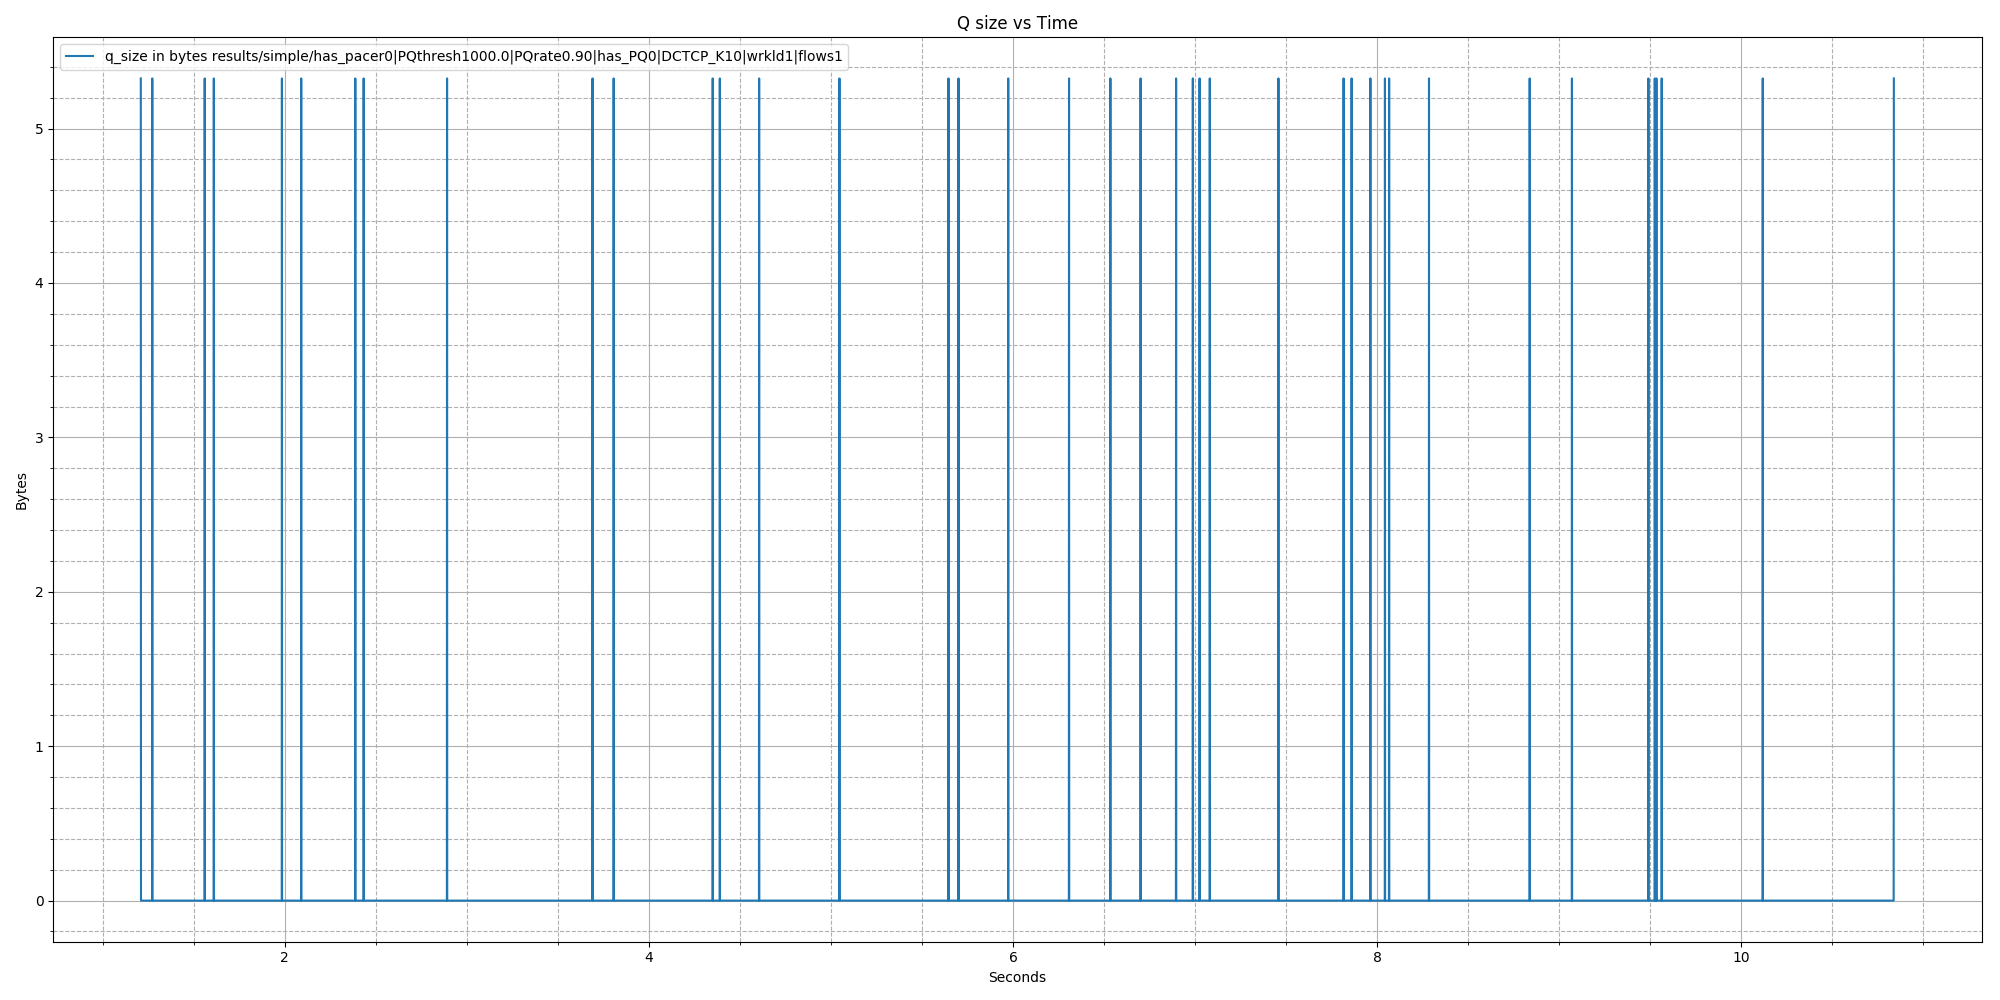 Q size vs Time
q_size in bytes results/simple/has_pacer0|PQthresh1000.0|PQrate0.90|has_PQ0|DCTCP_K10|wrkld1|flows1
5
4
3
2
1
0
Bytes
2 4 6 8 10
Seconds